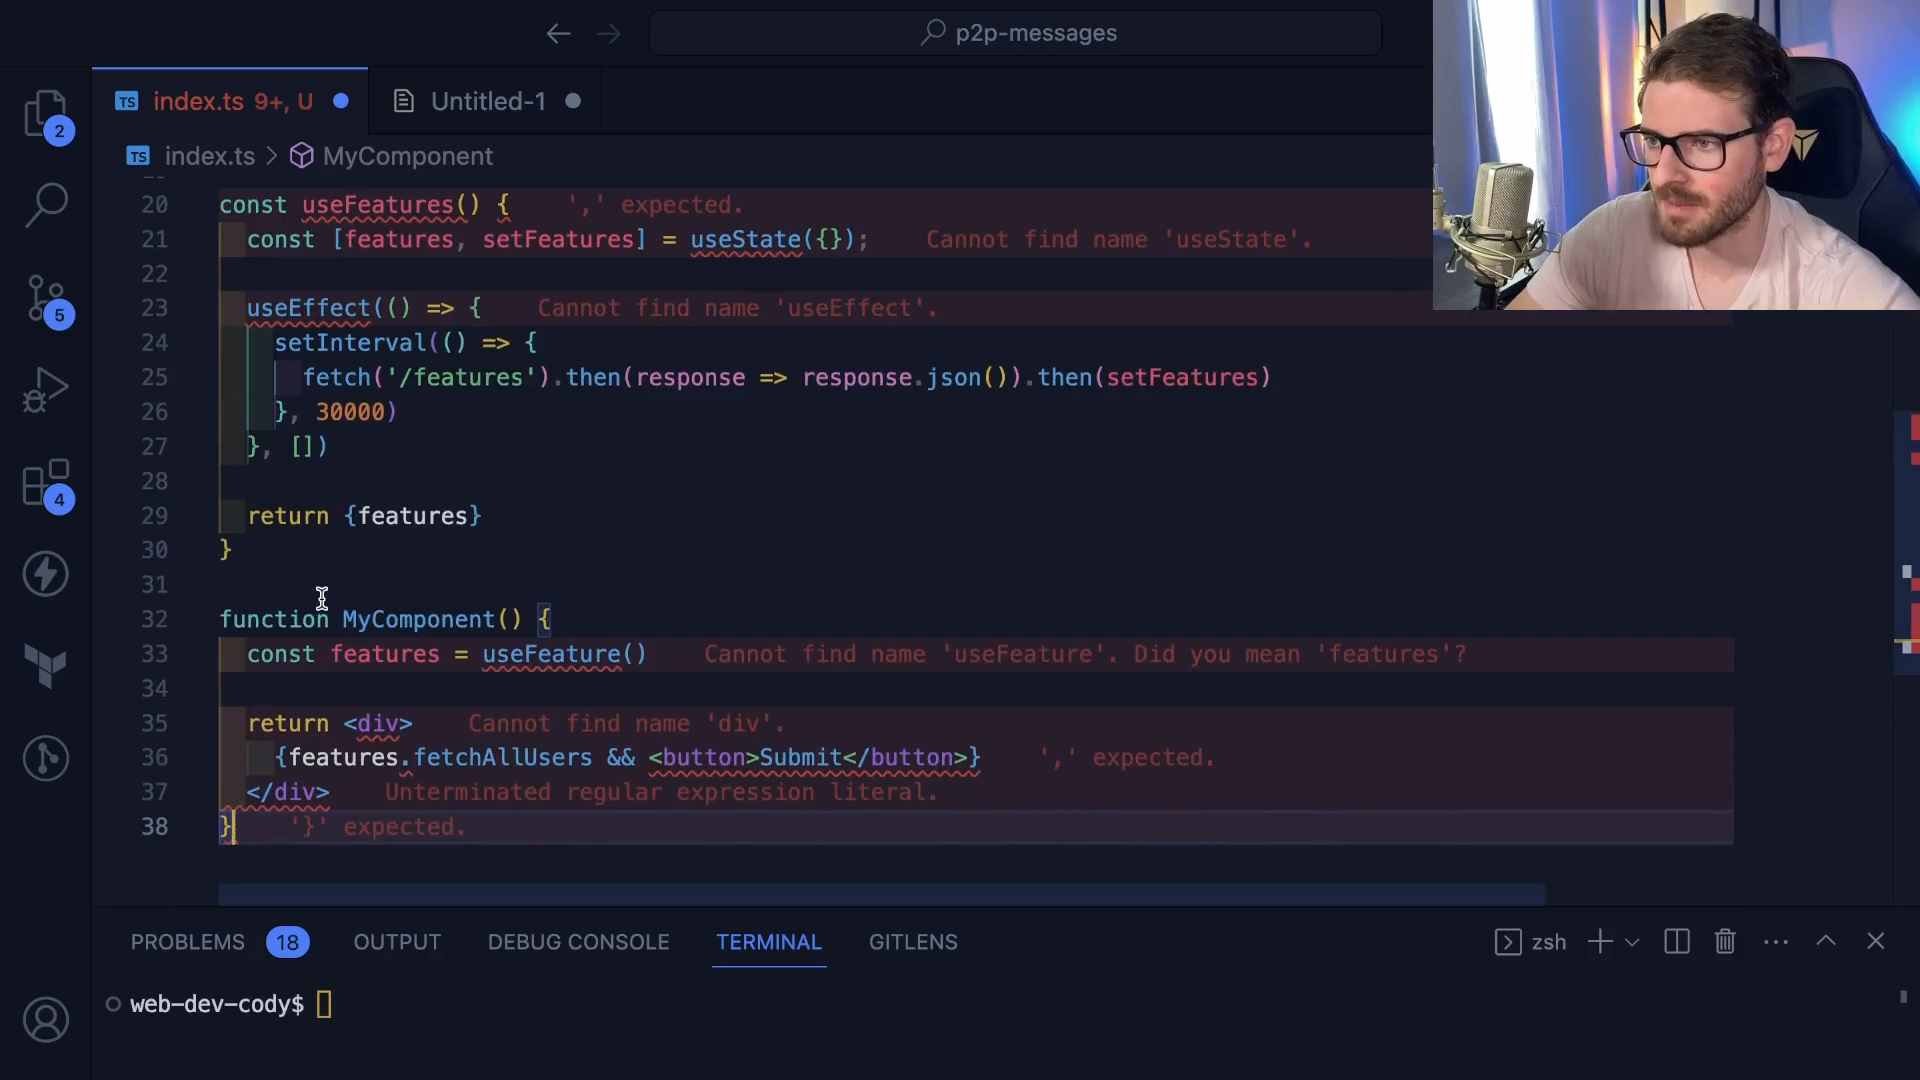 p2p-messages
TS index.ts 9+, U
Untitled-1
TS index.ts > MyComponent
2
5
4
20 const useFeatures() { ',' expected.
21 const [features, setFeatures] = useState({}); Cannot find name 'useState'.
22
23 useEffect(() => { Cannot find name 'useEffect'.
24 setInterval(() => {
25 fetch('/features').then(response => response.json()).then(setFeatures)
26 }, 30000)
27 }, [])
28
29 return {features}
30 }
31
32 function MyComponent() {
33 const features = useFeature() Cannot find name 'useFeature'. Did you mean 'features'?
34
35 return <div> Cannot find name 'div'.
36 {features.fetchAllUsers && <button>Submit</button>} ',' expected.
37 </div> Unterminated regular expression literal.
38 } '}' expected.
PROBLEMS 18 OUTPUT DEBUG CONSOLE TERMINAL GITLENS zsh
web-dev-cody$